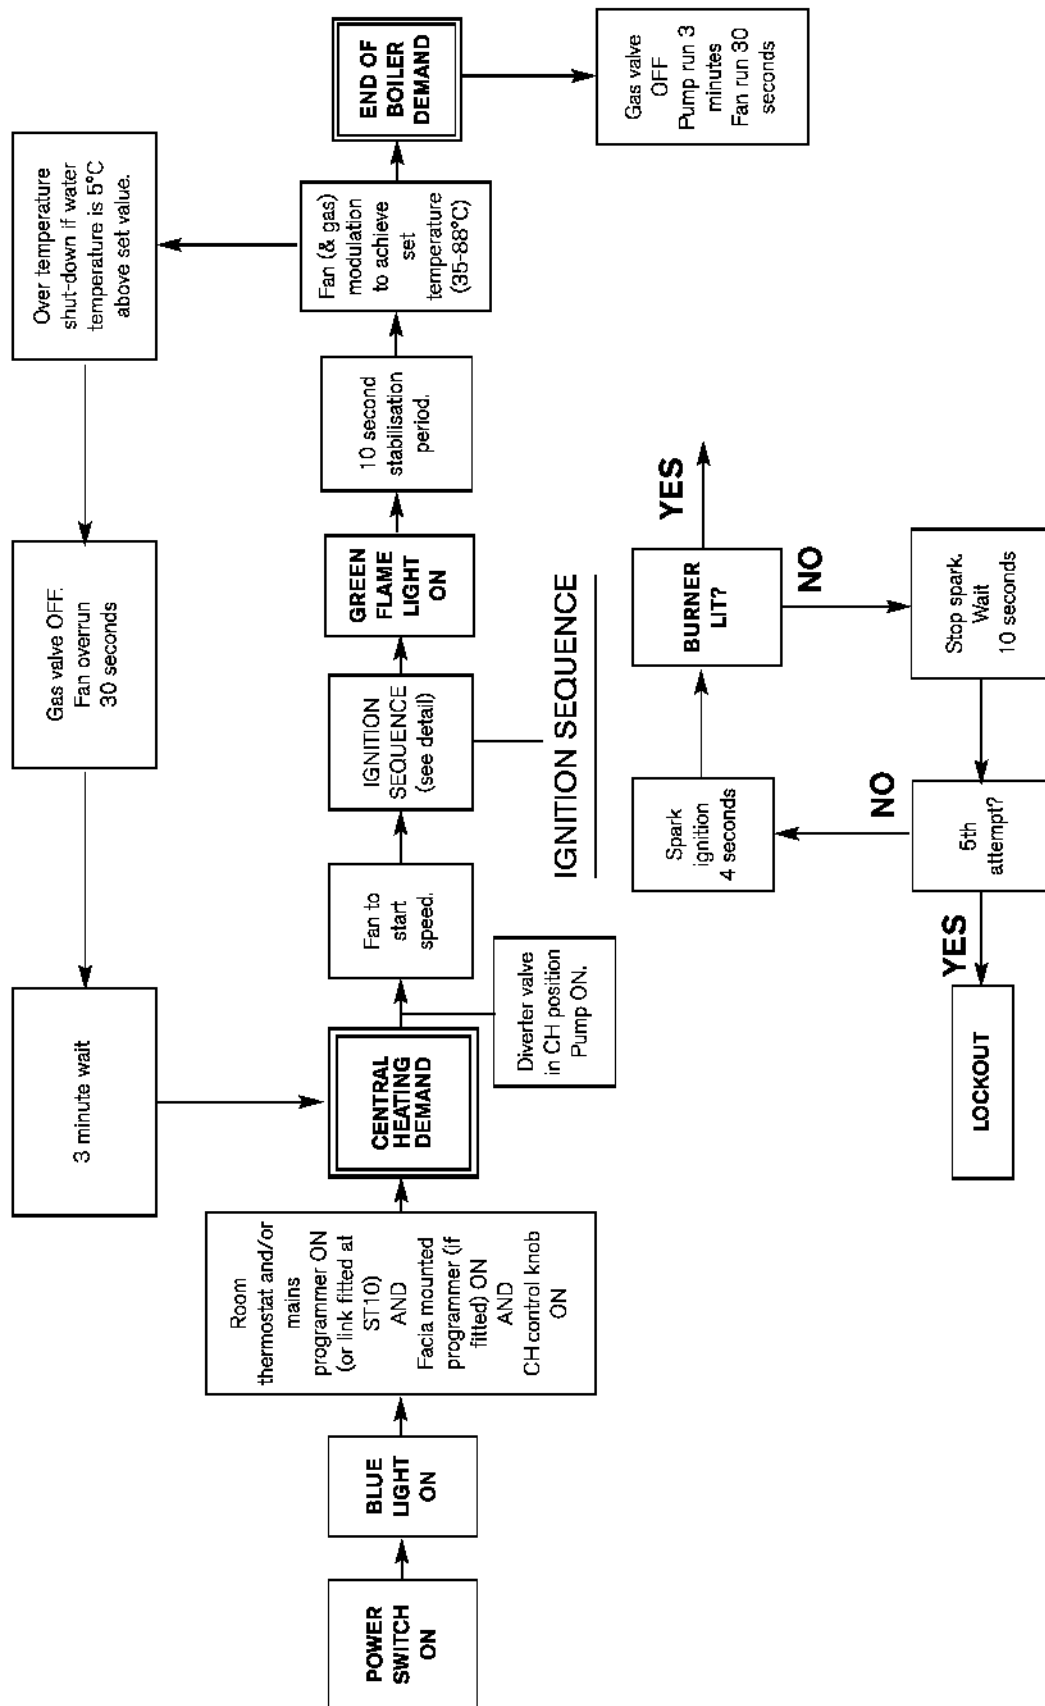 POWER
SWITCH
ON
BLUE
LIGHT
ON
Room
thermostat and/or
mains
programmer ON
(or link fitted at
ST10)
AND
Facia mounted
programmer (if
fitted) ON
AND
CH control knob
ON
CENTRAL
HEATING
DEMAND
Diverter valve
in CH position
Pump ON.
Fan to
start
speed.
IGNITION
SEQUENCE
(see detail)
GREEN
FLAME
LIGHT
ON
10 second
stabilisation
period.
Fan (& gas)
modulation
to achieve
set
temperature
(35-88°C)
END OF
BOILER
DEMAND
Gas valve
OFF
Pump run 3
minutes
Fan run 30
seconds
Over temperature
shut-down if water
temperature is 5°C
above set value.
Gas valve OFF.
Fan overrun
30 seconds
3 minute wait
IGNITION SEQUENCE
Spark
ignition
4 seconds
BURNER
LIT?
YES
NO
Stop spark.
Wait
10 seconds
5th
attempt?
NO
YES
LOCKOUT